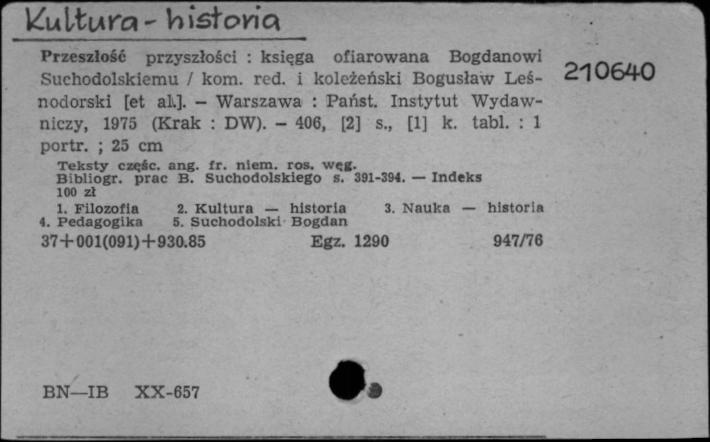 Kultura - historia
Przeszłość przyszłości : księga ofiarowana Bogdanowi
Suchodolskiemu / kom. red. i koleżeński Bogusław Leś-
nodorski [et al.]. — Warszawa : Państ. Instytut Wydaw-
niczy, 1975 (Krak : DW). — 406, [2] s., [1] k. tabl. : 1
portr. ; 25 cm
210640
Teksty częśc. ang. fr. niem. ros. węg.
Bibliogr. prac B. Suchodolskiego s. 391-394. — Indeks
100 zł
1. Filozofia 2. Kultura — historia 3. Nauka — historia
4. Pedagogika 5. Suchodolski Bogdan
37+001(091)+930.85 Egz. 1290 947/76
BN—IB XX-657